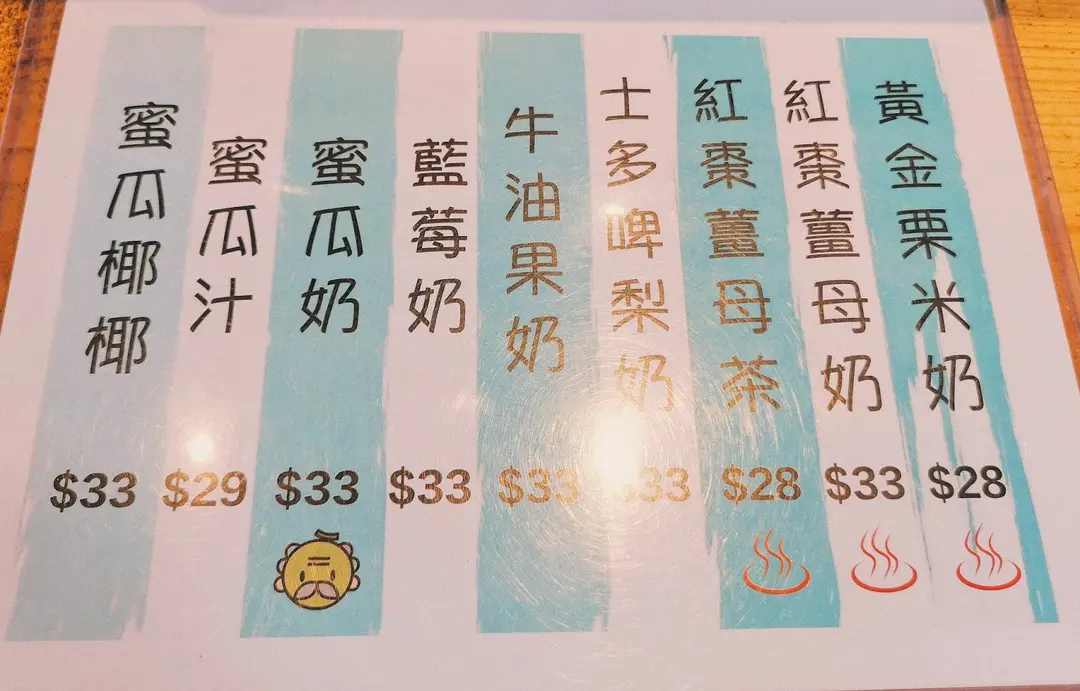 黃金栗米奶
$28
紅棗薑母奶
$33
紅棗薑母茶
$28
士多啤梨奶
$33
牛油果奶
$33
藍莓奶
$33
蜜瓜奶
$33
蜜瓜汁
$29
蜜瓜椰椰
$33